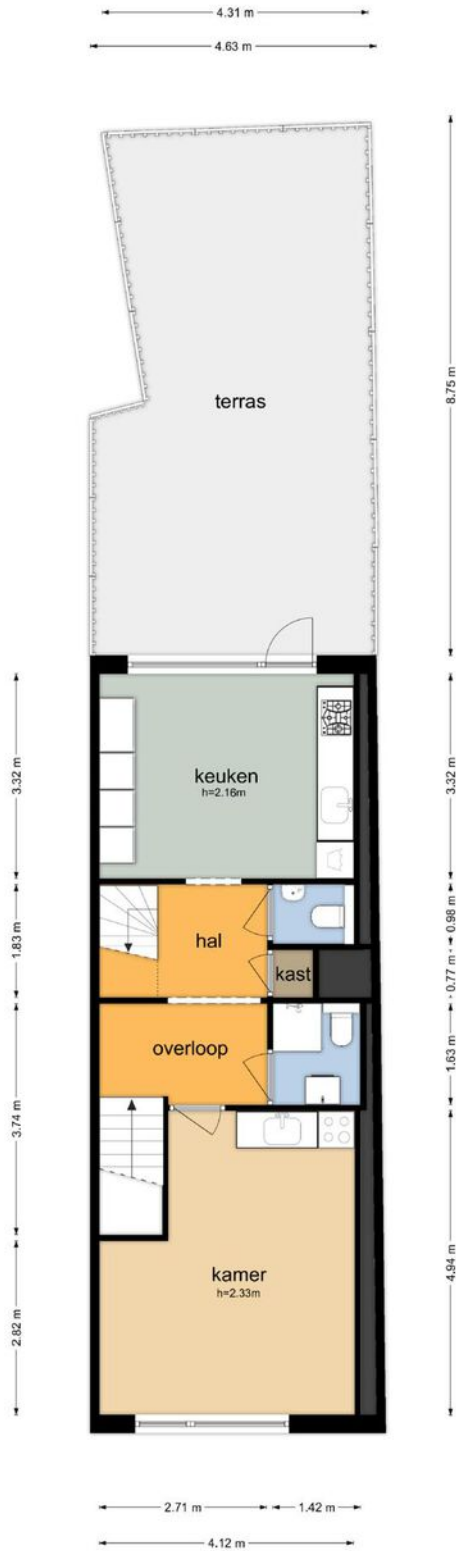 4.31 m
4.63 m
8.75 m
terras
3.32 m
keuken
h=2.16m
3.32 m
1.83 m
hal
0.98 m
kast
0.77 m
overloop
1.63 m
3.74 m
kamer
h=2.33m
4.94 m
2.82 m
2.71 m
1.42 m
4.12 m